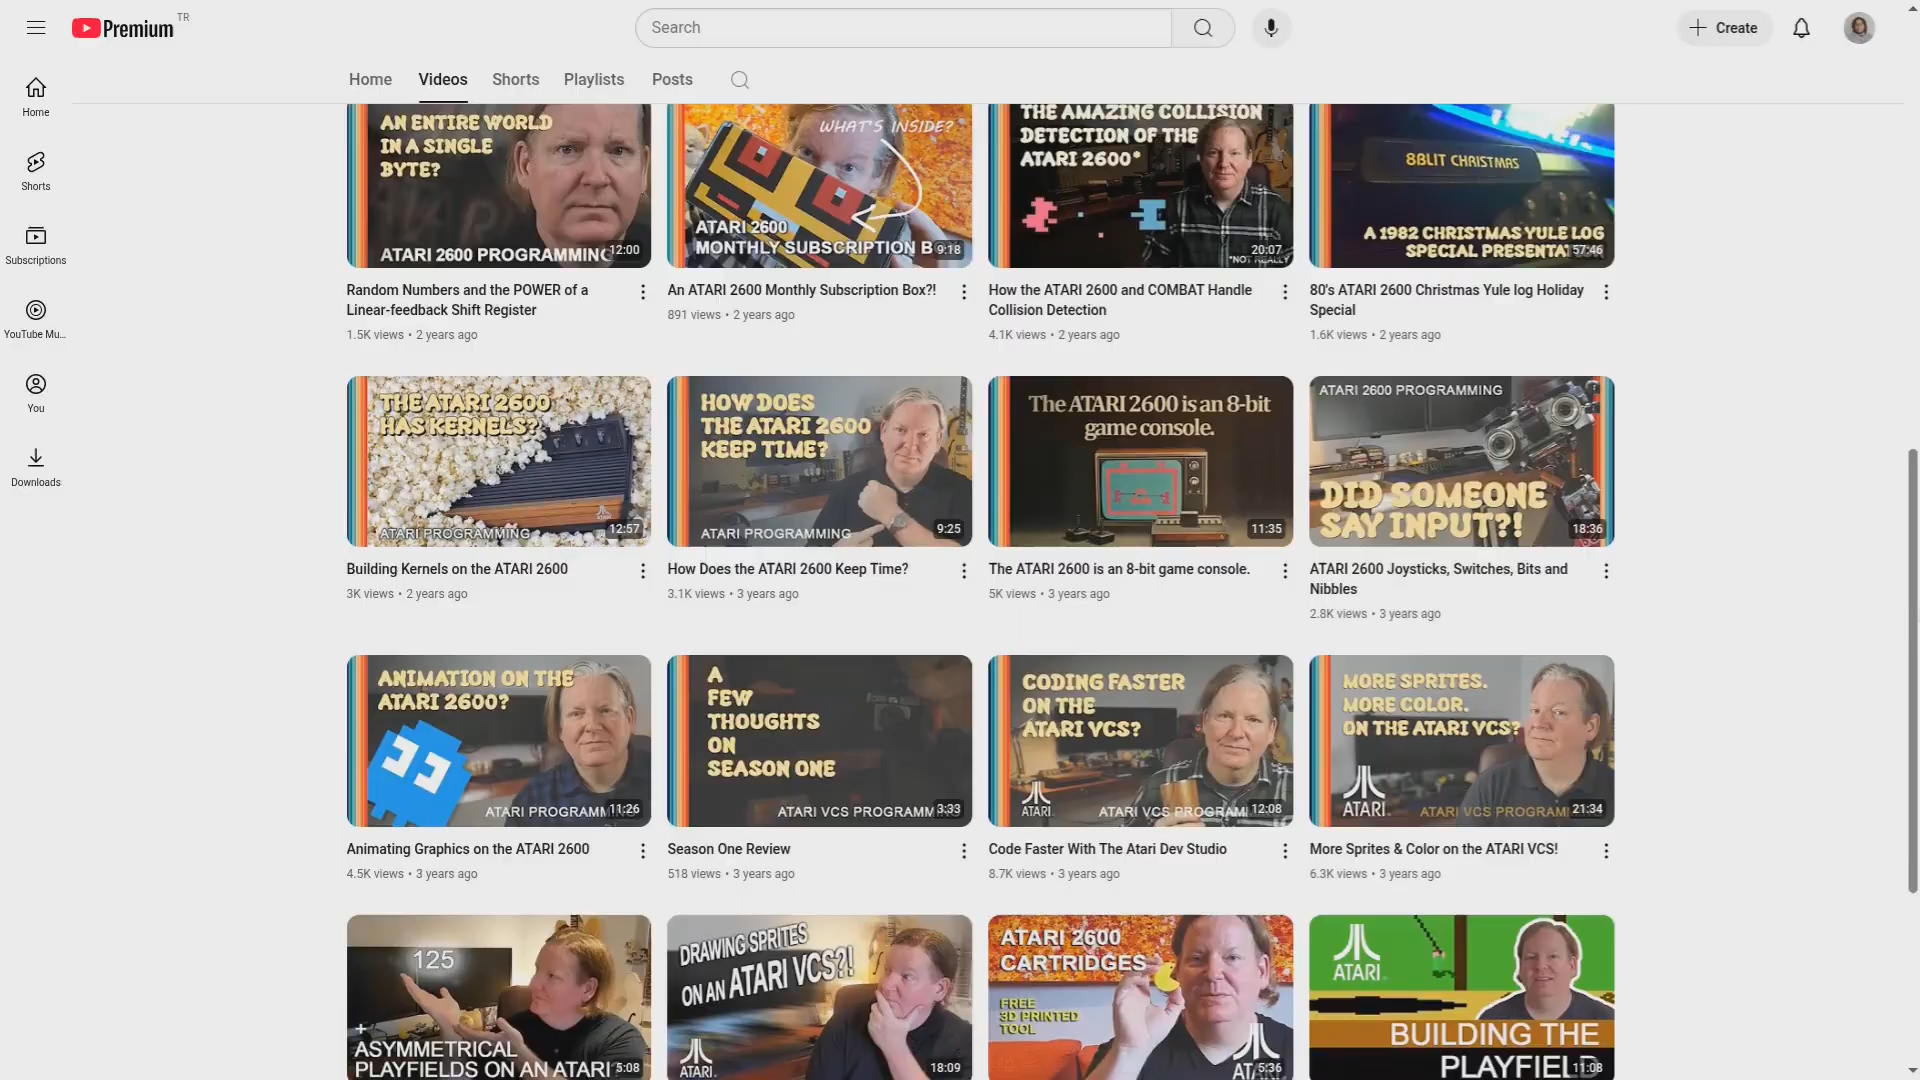 Premium TR
Search
Create
Home
Videos
Shorts
Playlists
Posts
Home
Shorts
Subscriptions
YouTube Mu...
You
Downloads
AN ENTIRE WORLD
IN A SINGLE
BYTE?
ATARI 2600 PROGRAMMING
12:00
Random Numbers and the POWER of a
Linear-feedback Shift Register
1.5K views • 2 years ago
WHAT'S INSIDE?
ATARI 2600
MONTHLY SUBSCRIPTION B
9:18
An ATARI 2600 Monthly Subscription Box?!
891 views • 2 years ago
THE AMAZING COLLISION
DETECTION OF THE
ATARI 2600*
20:07
*NOT REALLY
How the ATARI 2600 and COMBAT Handle
Collision Detection
4.1K views • 2 years ago
8BLIT CHRISTMAS
A 1982 CHRISTMAS YULE LOG
SPECIAL PRESENTA
57:46
80's ATARI 2600 Christmas Yule log Holiday
Special
1.6K views • 2 years ago
THE ATARI 2600
HAS KERNELS?
ATARI PROGRAMMING
12:57
Building Kernels on the ATARI 2600
3K views • 2 years ago
HOW DOES
THE ATARI 2600
KEEP TIME?
ATARI PROGRAMMING
9:25
How Does the ATARI 2600 Keep Time?
3.1K views • 3 years ago
The ATARI 2600 is an 8-bit
game console.
11:35
The ATARI 2600 is an 8-bit game console.
5K views • 3 years ago
ATARI 2600 PROGRAMMING
DID SOMEONE
SAY INPUT?!
18:36
ATARI 2600 Joysticks, Switches, Bits and
Nibbles
2.8K views • 3 years ago
ANIMATION ON THE
ATARI 2600?
ATARI PROGRAMM
11:26
Animating Graphics on the ATARI 2600
4.5K views • 3 years ago
A
FEW
THOUGHTS
ON
SEASON ONE
ATARI VCS PROGRAMM
3:33
Season One Review
518 views • 3 years ago
CODING FASTER
ON THE
ATARI VCS?
ATARI
ATARI VCS PROGRAM
12:08
Code Faster With The Atari Dev Studio
8.7K views • 3 years ago
MORE SPRITES.
MORE COLOR.
ON THE ATARI VCS?
ATARI
ATARI VCS PROGRAM
21:34
More Sprites & Color on the ATARI VCS!
6.3K views • 3 years ago
125
+
ASYMMETRICAL
PLAYFIELDS ON AN ATARI
5:08
DRAWING SPRITES
ON AN ATARI VCS?!
ATARI
18:09
ATARI 2600
CARTRIDGES
FREE
3D PRINTED
TOOL
AT
5:36
ATARI
BUILDING THE
PLAYFIELD
11:08